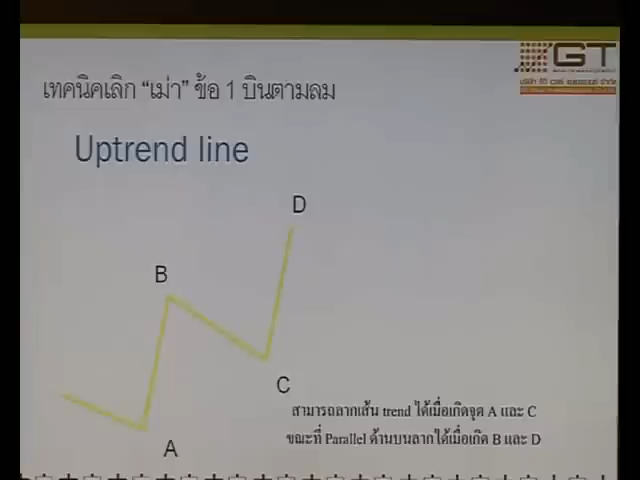 GT
เทคนิคเลิก “เม่า” ข้อ 1 บินตามลม
Uptrend line
D
B
C
A
สามารถลากเส้น trend ได้เมื่อเกิดจุด A และ C
ขณะที่ Parallel ด้านบนลากได้เมื่อเกิด B และ D